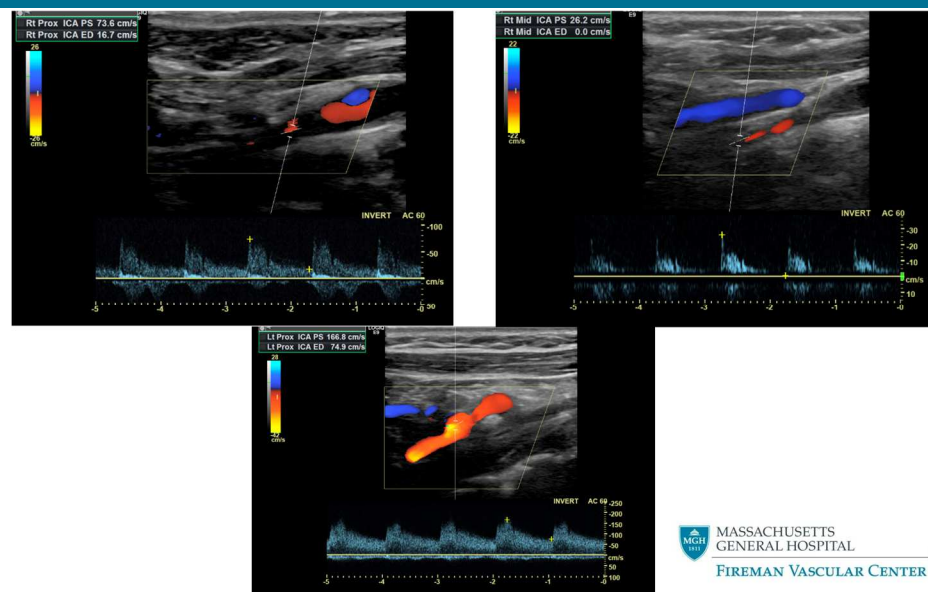 Rt Prox ICA PS 73.6 cm/s
Rt Prox ICA ED 16.7 cm/s
26
-26
cm/s
INVERT AC 60
-100
-50
cm/s
50
-5 -4 -3 -2 -1 -0
E9
Rt Mid ICA PS 26.2 cm/s
Rt Mid ICA ED 0.0 cm/s
22
-22
cm/s
INVERT AC 60
-30
-20
-10
cm/s
10
-5 -4 -3 -2 -1 -0
E9
Lt Prox ICA PS 166.8 cm/s
Lt Prox ICA ED 74.9 cm/s
28
-42
cm/s
INVERT AC 60
-250
-200
-150
-100
-50
cm/s
50
100
-5 -4 -3 -2 -1 -0
MGH
1811
MASSACHUSETTS
GENERAL HOSPITAL
FIREMAN VASCULAR CENTER